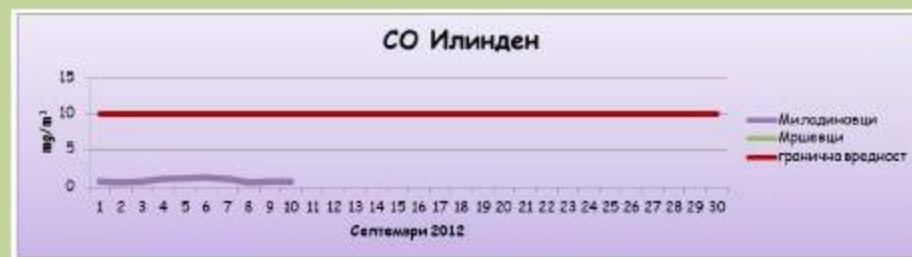 СО Илинден
15
10
5
0
mg/m³
1 2 3 4 5 6 7 8 9 10 11 12 13 14 15 16 17 18 19 20 21 22 23 24 25 26 27 28 29 30
Септември 2012
Миладиновци
Мршевци
гранична вредност